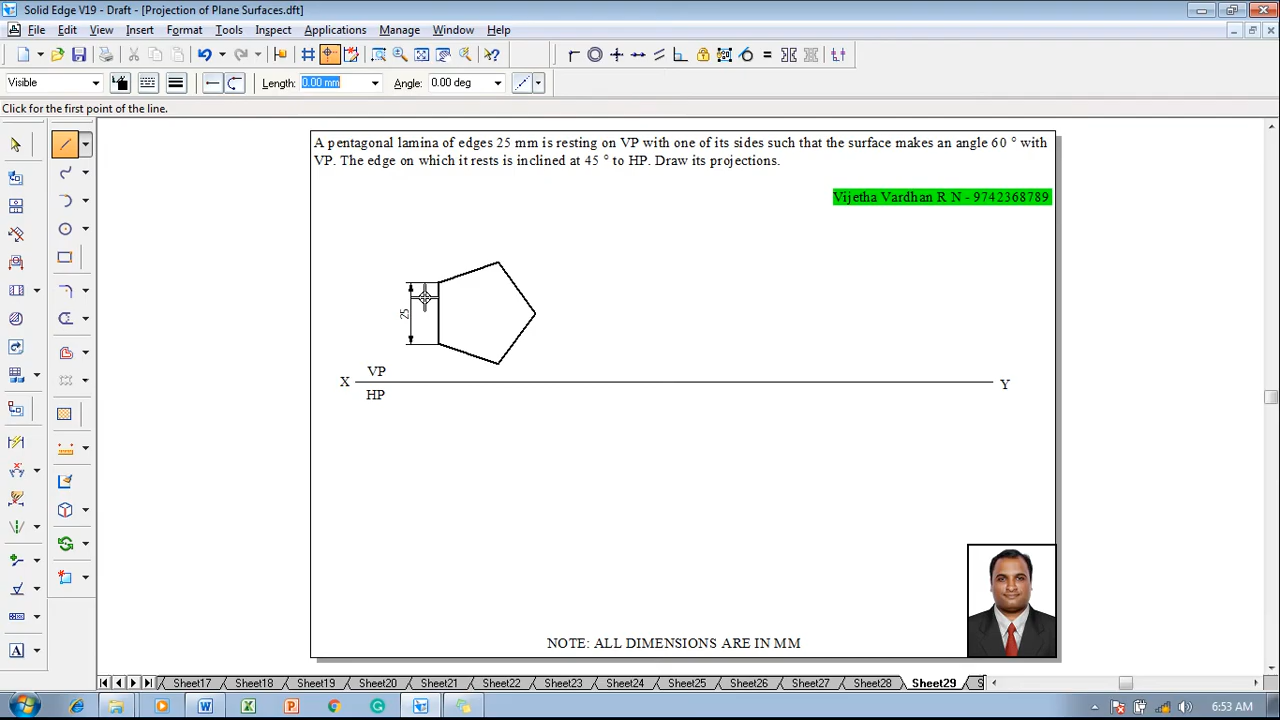 Solid Edge V19 - Draft - [Projection of Plane Surfaces.dft]
File Edit View Insert Format Tools Inspect Applications Manage Window Help
Visible Length: 0.00 mm Angle: 0.00 deg
Click for the first point of the line.
A pentagonal lamina of edges 25 mm is resting on VP with one of its sides such that the surface makes an angle 60 ° with
VP. The edge on which it rests is inclined at 45 ° to HP. Draw its projections.
Vijetha Vardhan R N - 9742368789
25
VP
X
Y
HP
NOTE: ALL DIMENSIONS ARE IN MM
Sheet17 Sheet18 Sheet19 Sheet20 Sheet21 Sheet22 Sheet23 Sheet24 Sheet25 Sheet26 Sheet27 Sheet28 Sheet29 S
6:53 AM